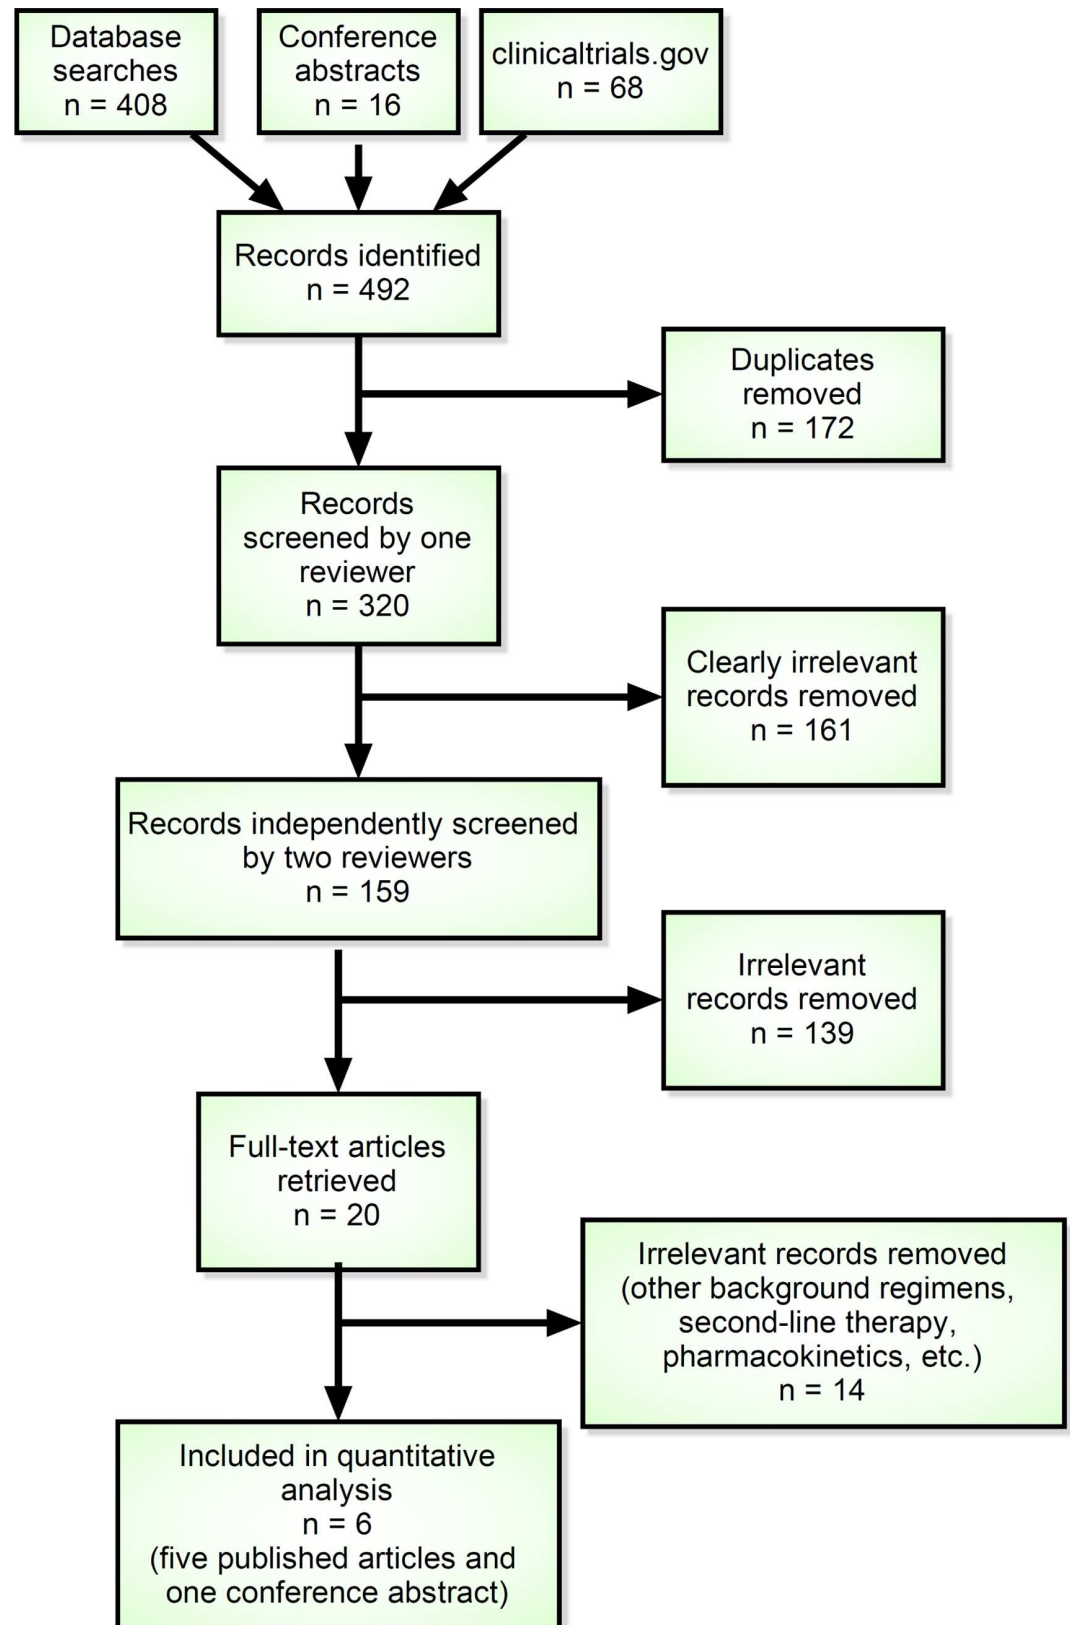 Database
searches
n = 408
Conference
abstracts
n = 16
clinicaltrials.gov
n = 68
Records identified
n = 492
Duplicates
removed
n = 172
Records
screened by one
reviewer
n = 320
Clearly irrelevant
records removed
n = 161
Records independently screened
by two reviewers
n = 159
Irrelevant
records removed
n = 139
Full-text articles
retrieved
n = 20
Irrelevant records removed
(other background regimens,
second-line therapy,
pharmacokinetics, etc.)
n = 14
Included in quantitative
analysis
n = 6
(five published articles and
one conference abstract)